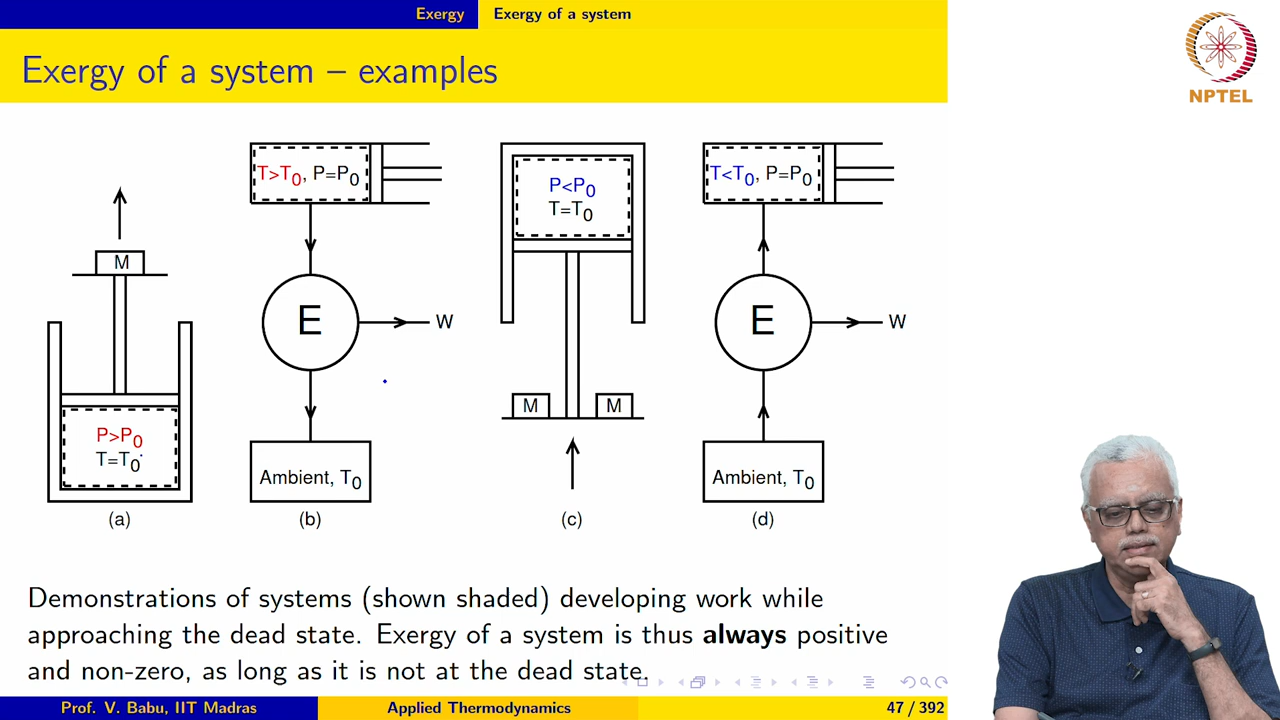 Exergy Exergy of a system
Exergy of a system – examples
NPTEL
M
P>P0
T=T0
(a)
T>T0, P=P0
E
W
Ambient, T0
(b)
P<P0
T=T0
M M
(c)
T<T0, P=P0
E
W
Ambient, T0
(d)
Demonstrations of systems (shown shaded) developing work while
approaching the dead state. Exergy of a system is thus always positive
and non-zero, as long as it is not at the dead state.
Prof. V. Babu, IIT Madras Applied Thermodynamics 47 / 392